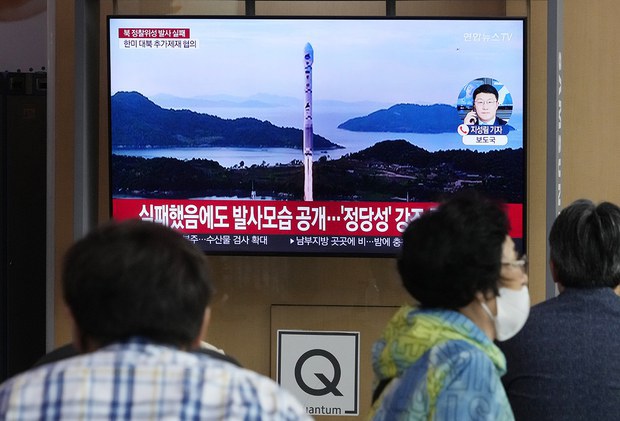 북 정찰위성 발사 실패
한미 대북 추가제재 협의
연합뉴스TV
지성림 기자
보도국
실패했음에도 발사모습 공개…'정당성' 강조
수산물 검사 확대 ▶남부지방 곳곳에 비…밤에 충
Q
uantum